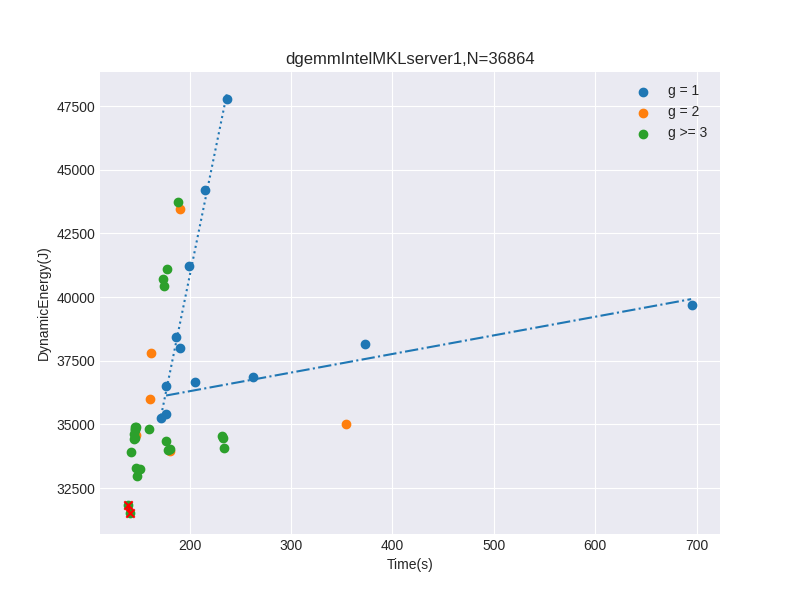 dgemmIntelMKLserver1,N=36864
g = 1
g = 2
g >= 3
47500
45000
42500
40000
37500
35000
32500
DynamicEnergy(J)
200 300 400 500 600 700
Time(s)